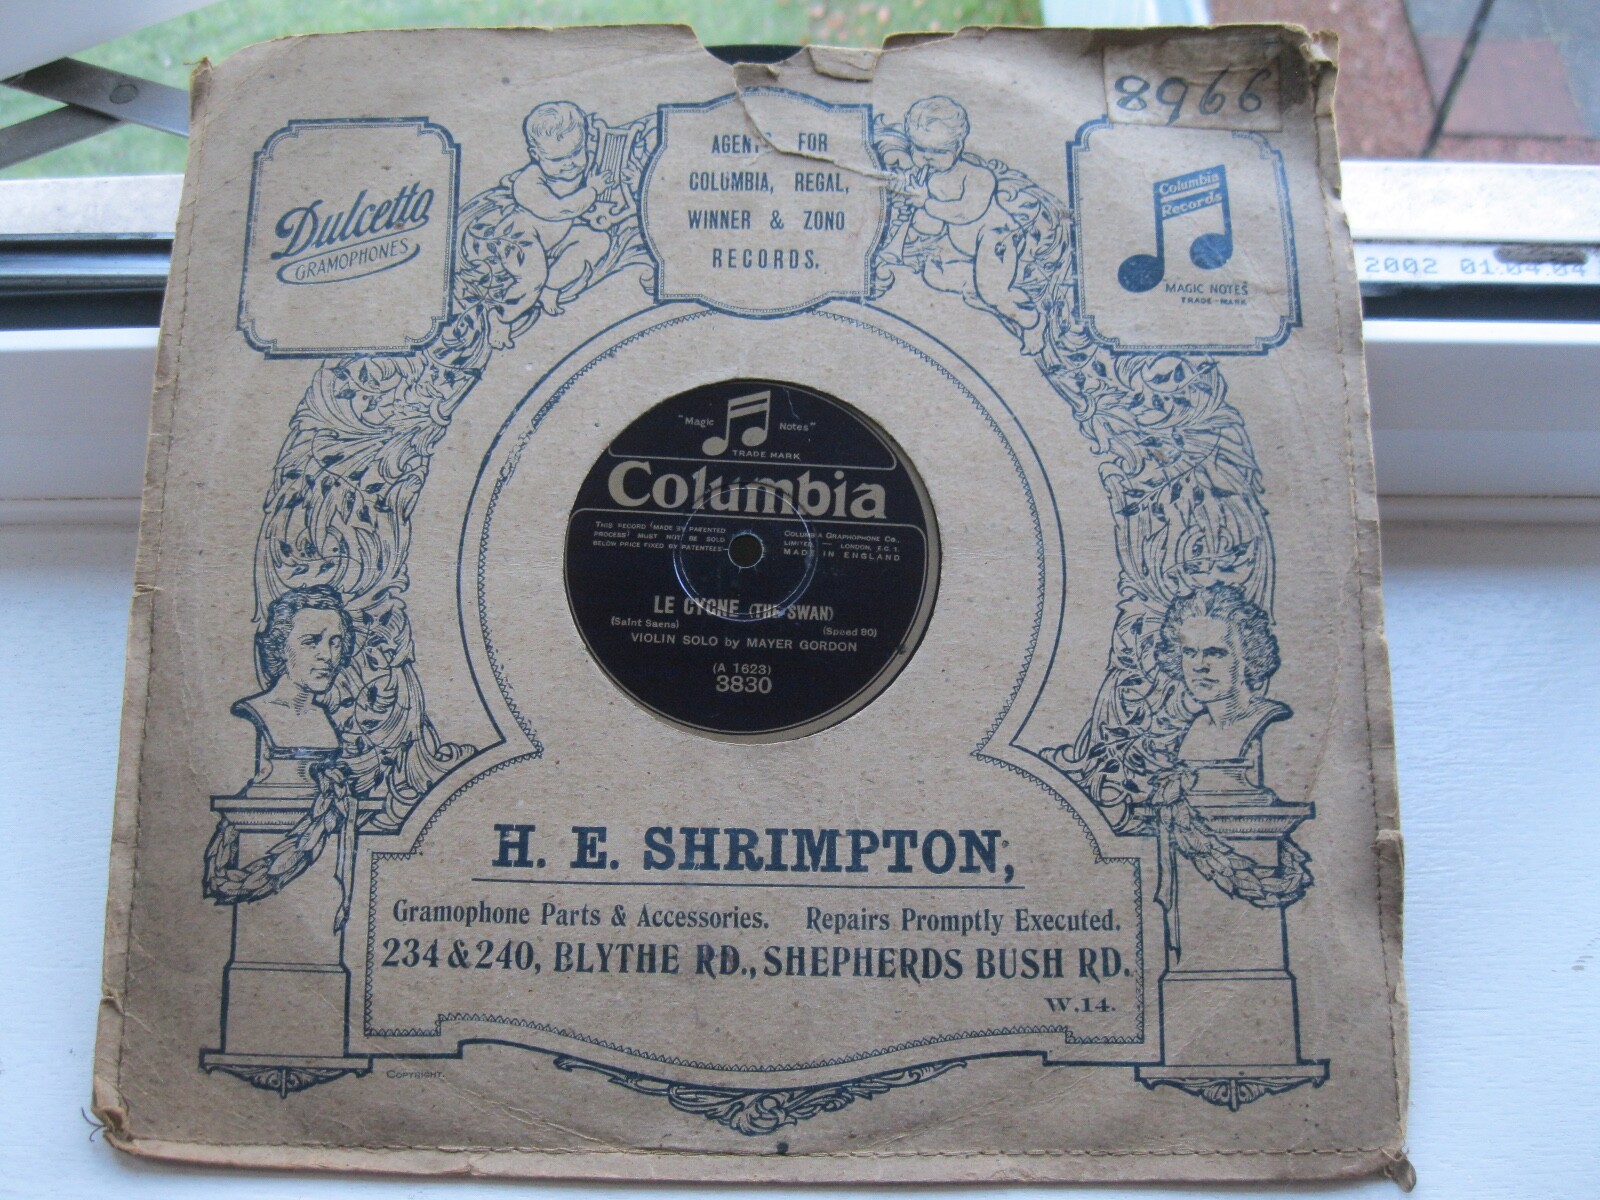 8966
AGENTS FOR
COLUMBIA, REGAL,
WINNER & ZONO
RECORDS.
Dulcetto
GRAMOPHONES
Columbia
Records
MAGIC NOTES
TRADE-MARK
2002 01:04:04
"Magic Notes"
TRADE MARK
Columbia
THIS RECORD (MADE BY PATENTED
PROCESS) MUST NOT BE SOLD
BELOW PRICE FIXED BY PATENTEES—
COLUMBIA GRAPHOPHONE CO.,
LIMITED — LONDON, E.C.1.
MADE IN ENGLAND
LE CYGNE (THE SWAN)
(Saint Saens) (Speed 80)
VIOLIN SOLO by MAYER GORDON
(A 1623)
3830
H. E. SHRIMPTON,
Gramophone Parts & Accessories. Repairs Promptly Executed.
234 & 240, BLYTHE RD., SHEPHERDS BUSH RD.
W.14.
COPYRIGHT.